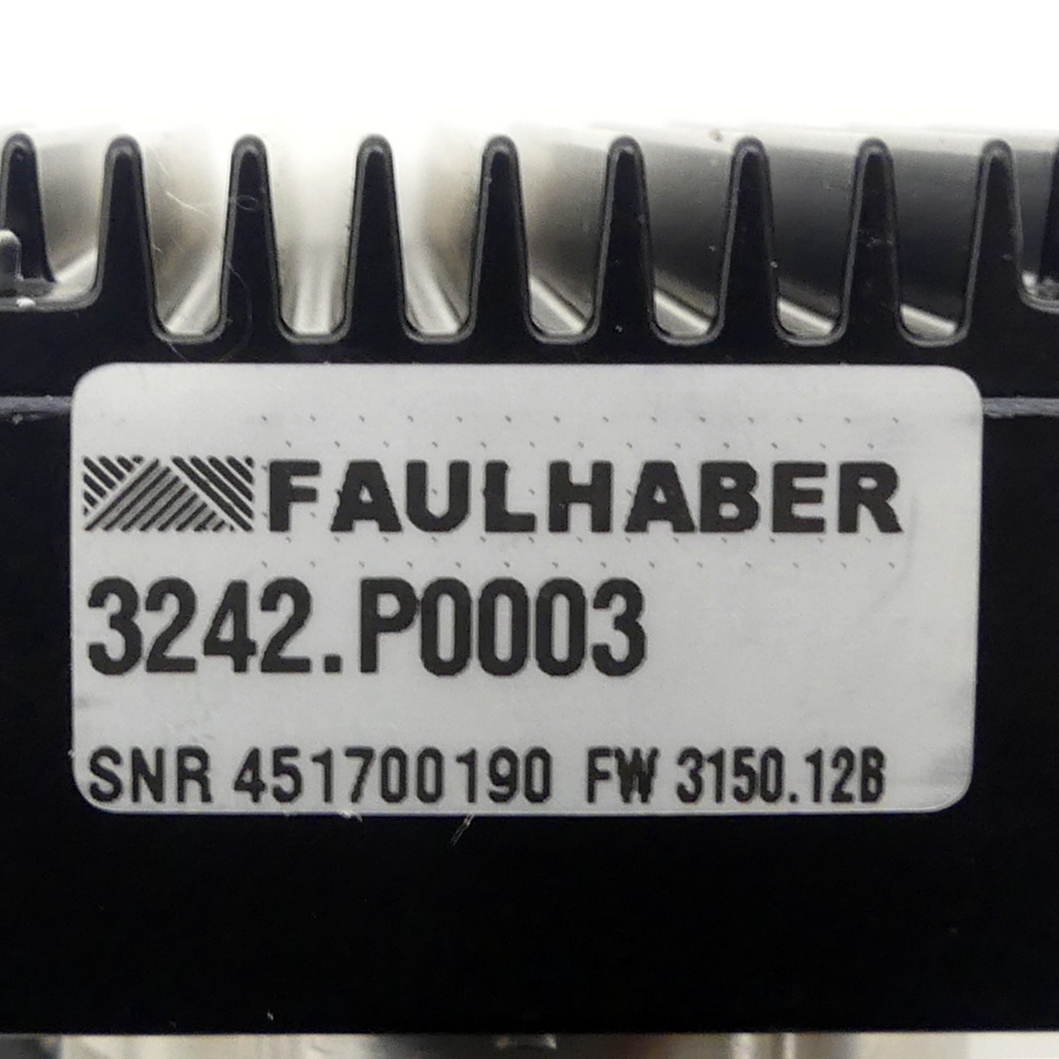 FAULHABER
3242.P0003
SNR 451700190 FW 3150.12B